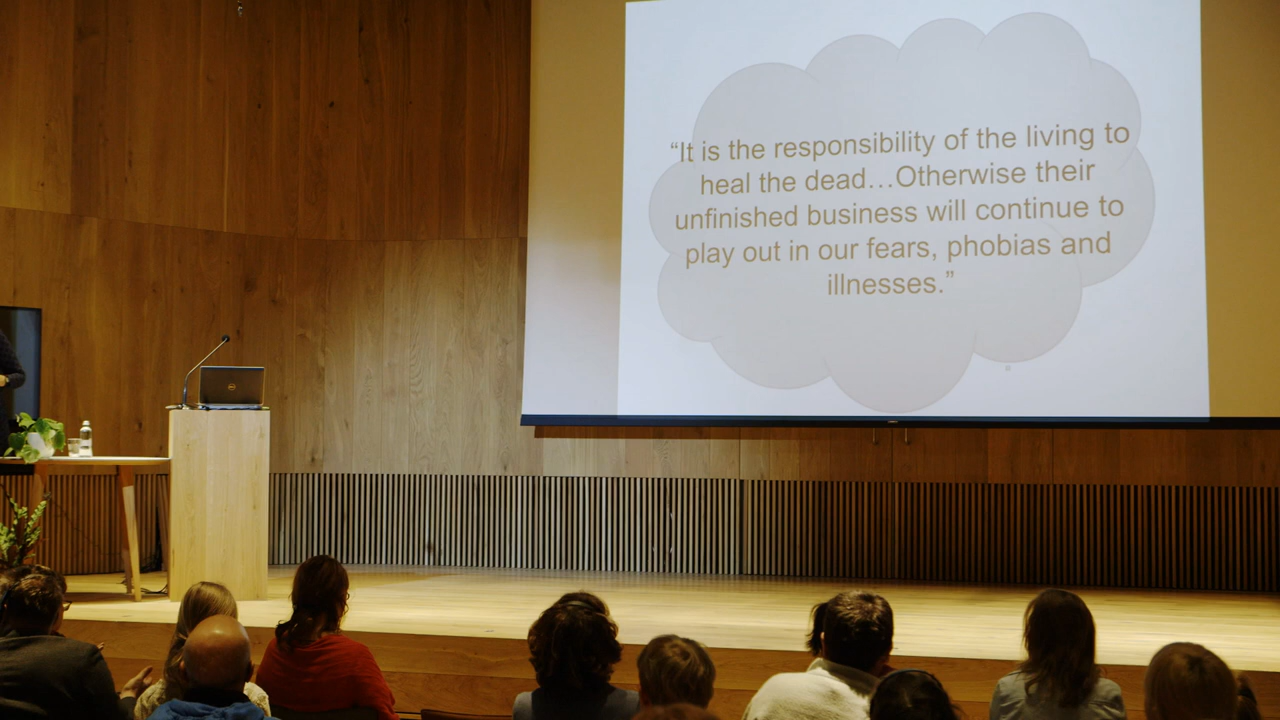 “It is the responsibility of the living to
heal the dead…Otherwise their
unfinished business will continue to
play out in our fears, phobias and
illnesses.”